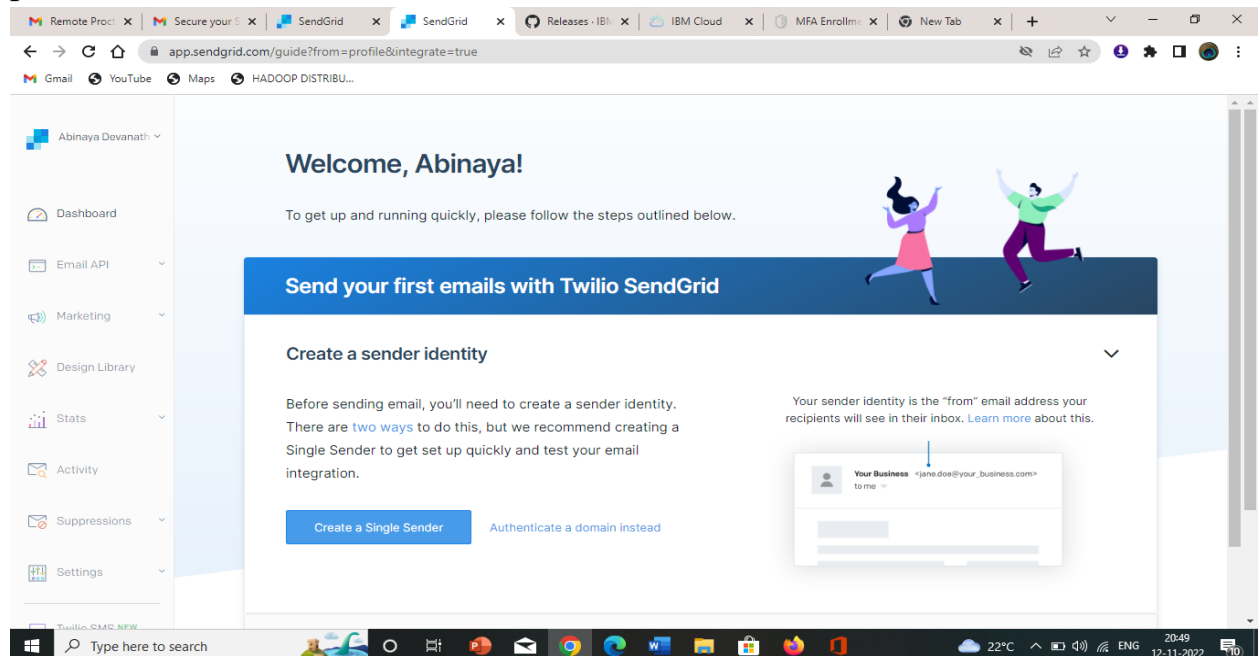 Remote Proct
Secure your S
SendGrid
SendGrid
Releases · IBM
IBM Cloud
MFA Enrollme
New Tab
app.sendgrid.com/guide?from=profile&integrate=true
Gmail
YouTube
Maps
HADOOP DISTRIBU...
Abinaya Devanath
Welcome, Abinaya!
Dashboard
To get up and running quickly, please follow the steps outlined below.
Email API
Send your first emails with Twilio SendGrid
Marketing
Create a sender identity
Design Library
Before sending email, you'll need to create a sender identity.
There are two ways to do this, but we recommend creating a
Single Sender to get set up quickly and test your email
integration.
Your sender identity is the "from" email address your
recipients will see in their inbox. Learn more about this.
Stats
Activity
Your Business <jane.doe@your_business.com>
to me
Suppressions
Create a Single Sender
Authenticate a domain instead
Settings
Twilio SMS NEW
Type here to search
22°C
ENG
20:49
12-11-2022
10